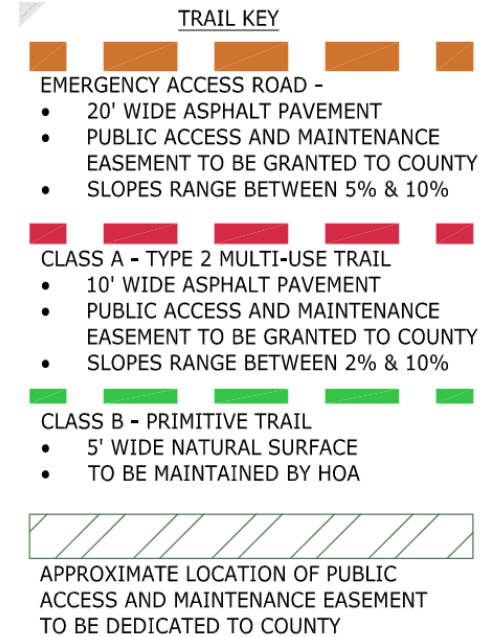 TRAIL KEY
EMERGENCY ACCESS ROAD -
• 20' WIDE ASPHALT PAVEMENT
• PUBLIC ACCESS AND MAINTENANCE
EASEMENT TO BE GRANTED TO COUNTY
• SLOPES RANGE BETWEEN 5% & 10%
CLASS A - TYPE 2 MULTI-USE TRAIL
• 10' WIDE ASPHALT PAVEMENT
• PUBLIC ACCESS AND MAINTENANCE
EASEMENT TO BE GRANTED TO COUNTY
• SLOPES RANGE BETWEEN 2% & 10%
CLASS B - PRIMITIVE TRAIL
• 5' WIDE NATURAL SURFACE
• TO BE MAINTAINED BY HOA
APPROXIMATE LOCATION OF PUBLIC
ACCESS AND MAINTENANCE EASEMENT
TO BE DEDICATED TO COUNTY